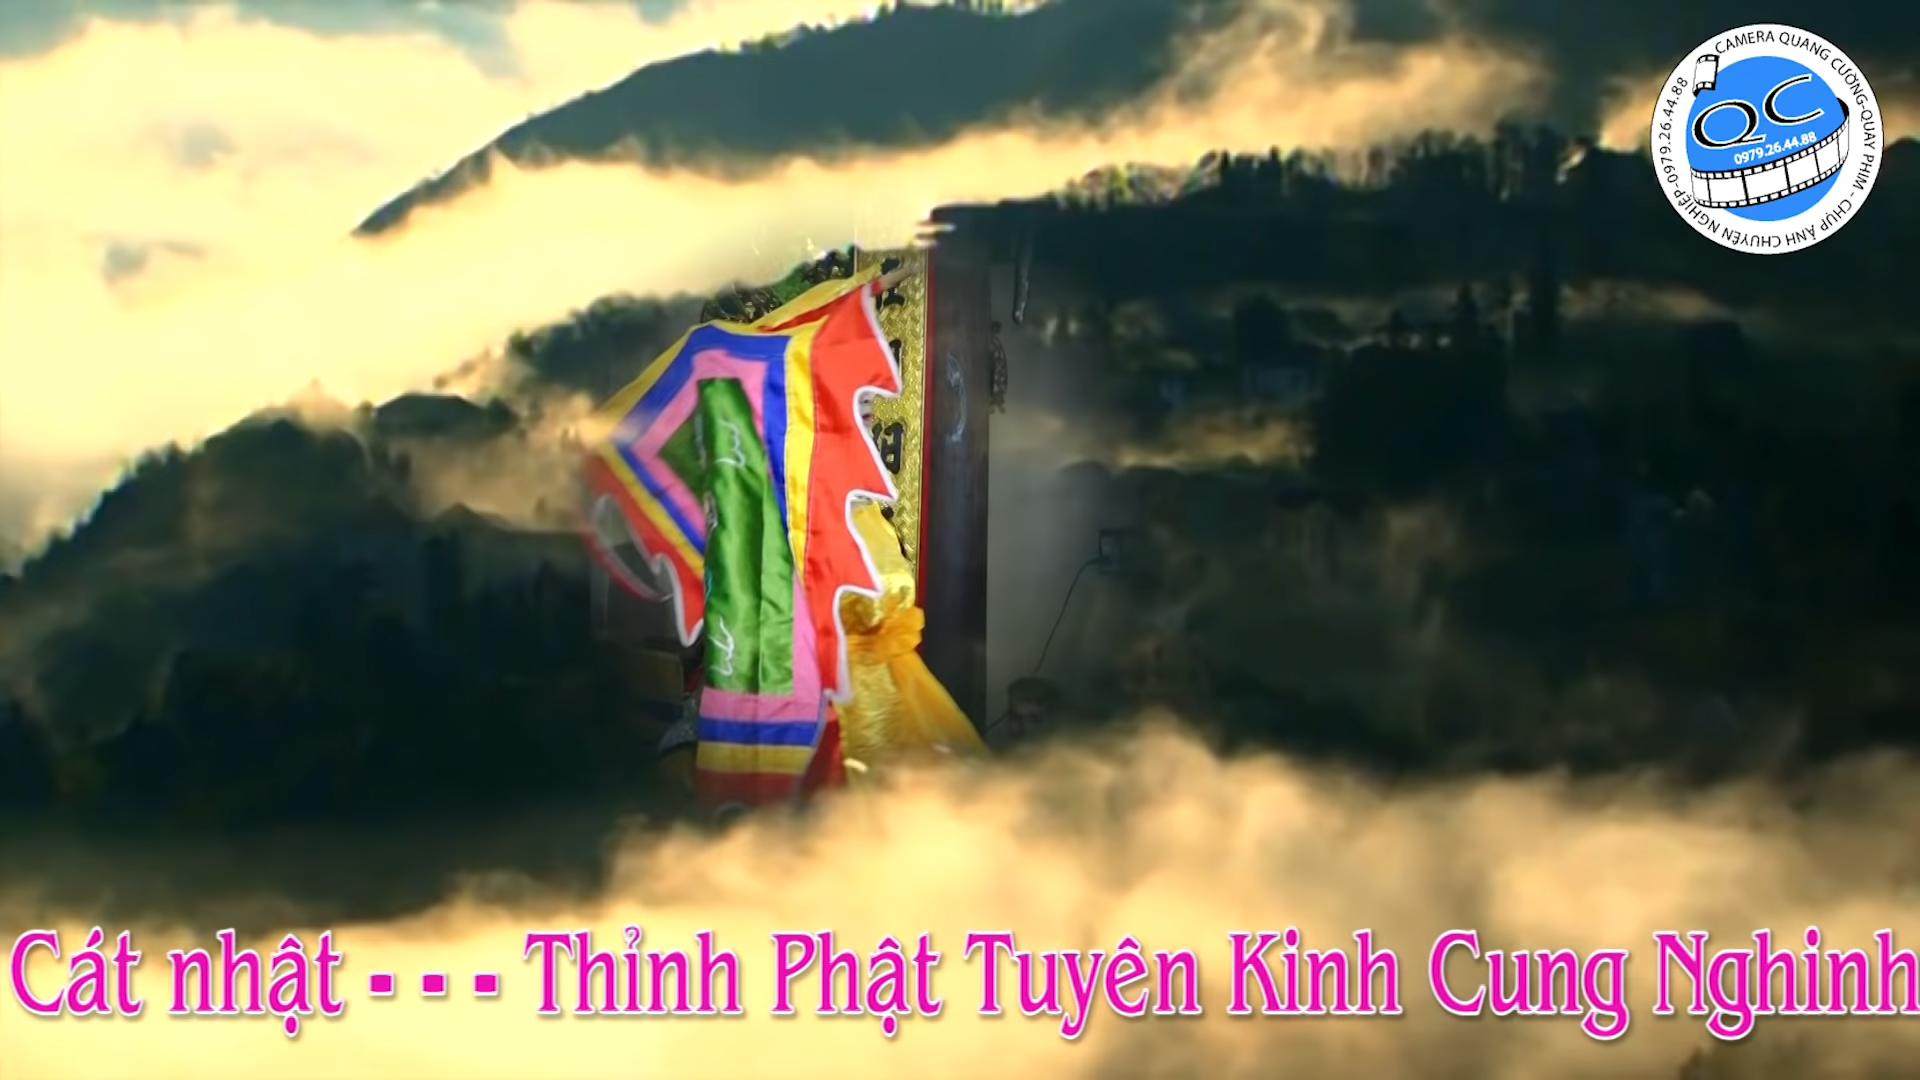 CAMERA QUANG CƯỜNG-QUAY PHIM - CHỤP ẢNH CHUYÊN NGHIỆP-0979.26.44.88
QC
0979.26.44.88
Cát nhật - - - Thỉnh Phật Tuyên Kinh Cung Nghinh